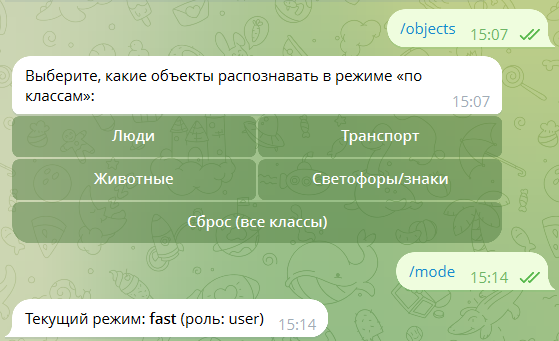 /objects 15:07
Выберите, какие объекты распознавать в режиме «по
классам»:
15:07
Люди Транспорт
Животные Светофоры/знаки
Сброс (все классы)
/mode 15:14
Текущий режим: fast (роль: user) 15:14